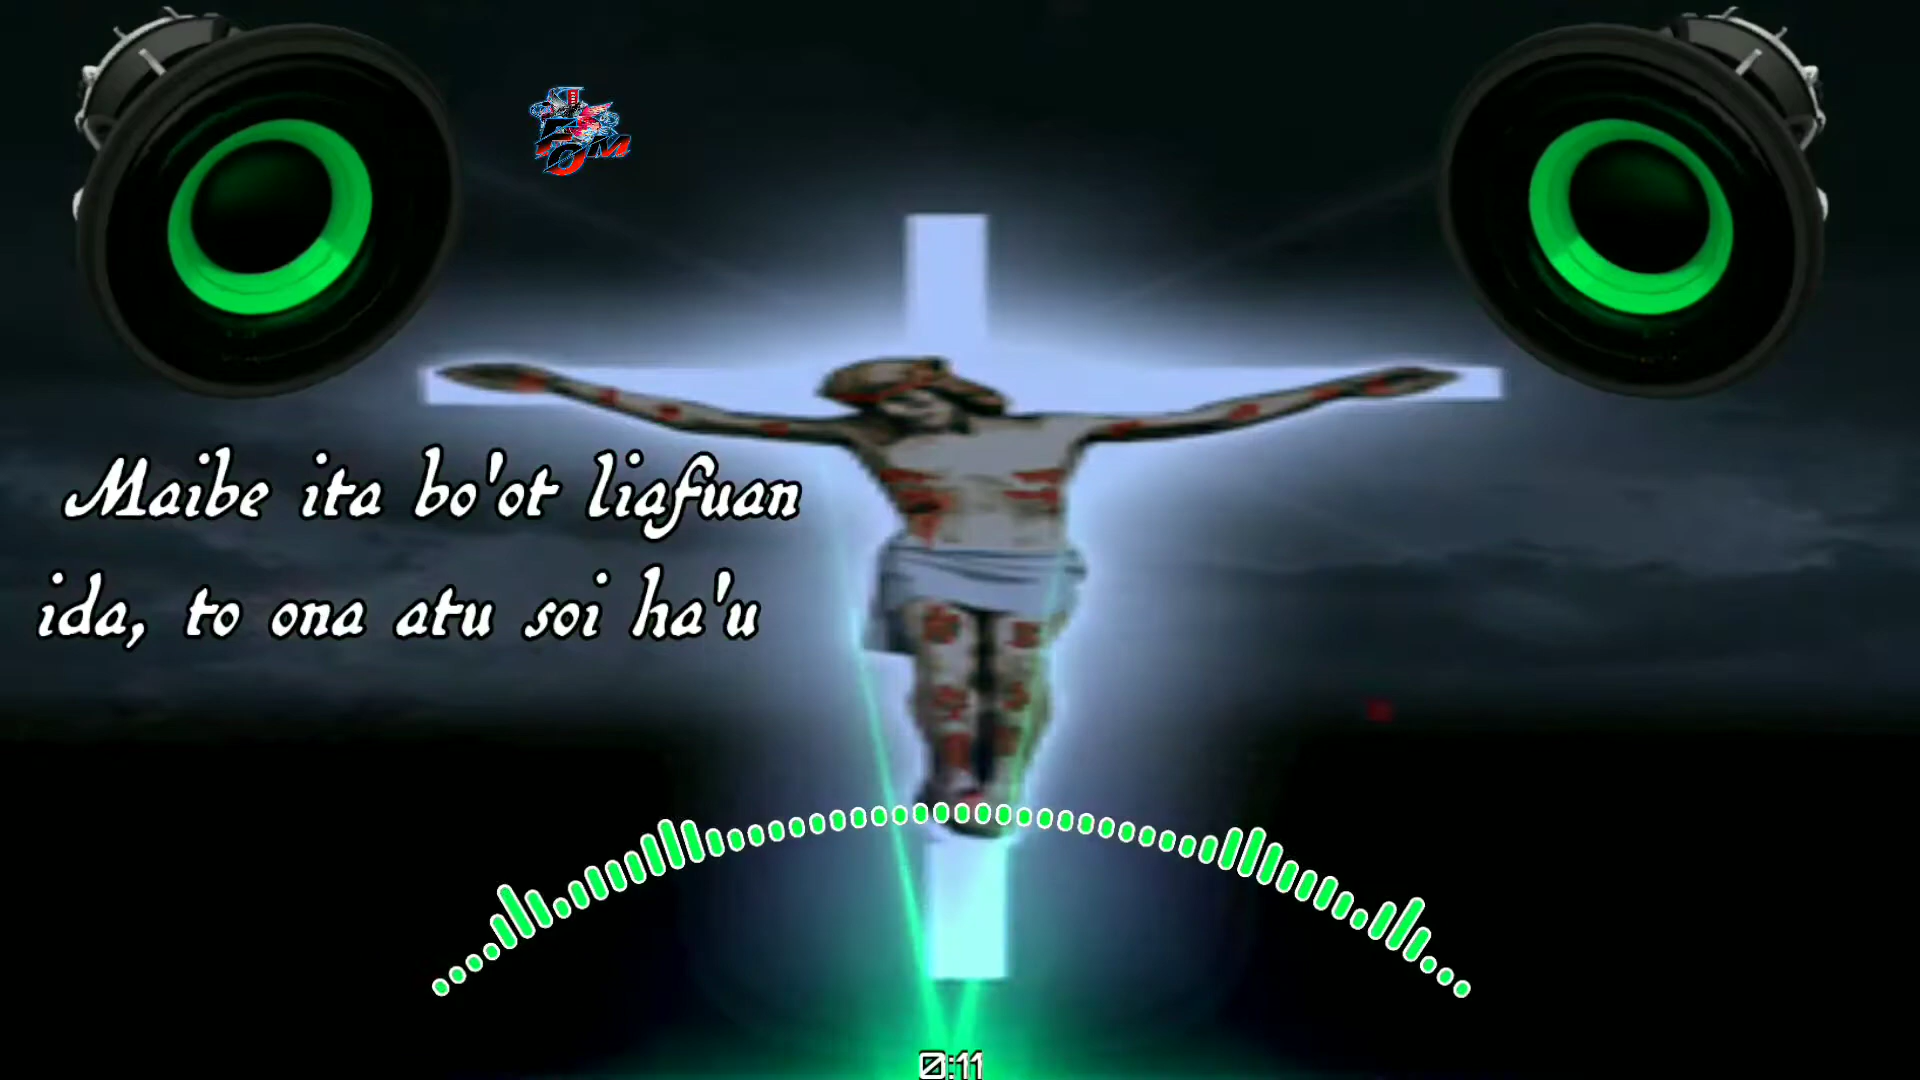 Maibe ita bo'ot liafuan
ida, to ona atu soi ha'u
0:11